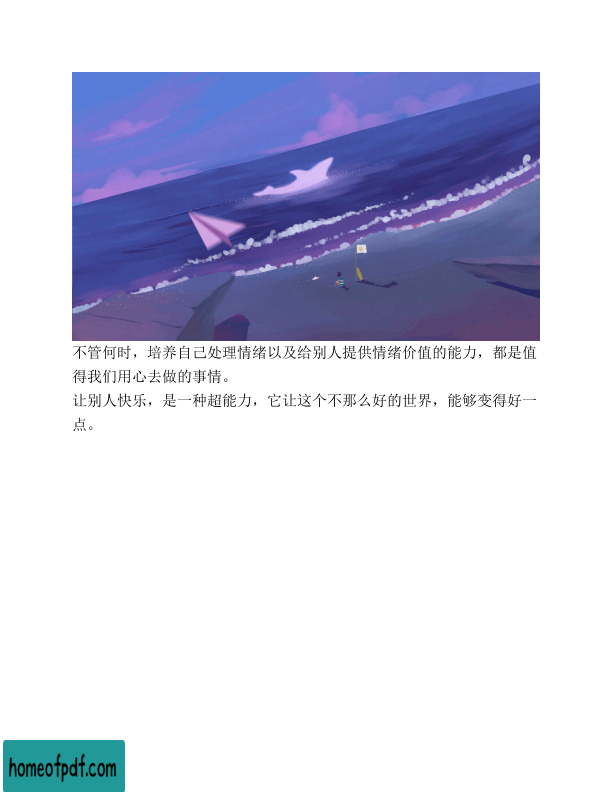 不管何时，培养自己处理情绪以及给别人提供情绪价值的能力，都是值
得我们用心去做的事情。
让别人快乐，是一种超能力，它让这个不那么好的世界，能够变得好一
点。
homeofpdf.com